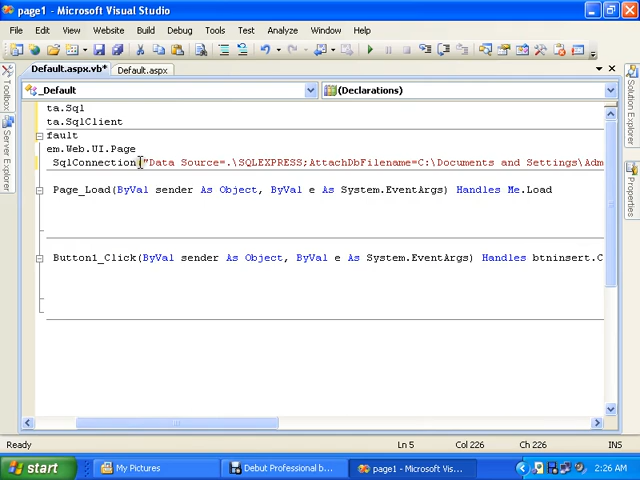 page1 - Microsoft Visual Studio
File Edit View Website Build Debug Tools Test Analyze Window Help
Default.aspx.vb* Default.aspx
_Default (Declarations)
ta.Sql
ta.SqlClient
fault
em.Web.UI.Page
SqlConnection("Data Source=.\SQLEXPRESS;AttachDbFilename=C:\Documents and Settings\Adm
Page_Load(ByVal sender As Object, ByVal e As System.EventArgs) Handles Me.Load
Button1_Click(ByVal sender As Object, ByVal e As System.EventArgs) Handles btninsert.C
Toolbox
Server Explorer
Solution Explorer
Properties
Ready Ln 5 Col 226 Ch 226 INS
start My Pictures Debut Professional b... page1 - Microsoft Vis... 2:26 AM